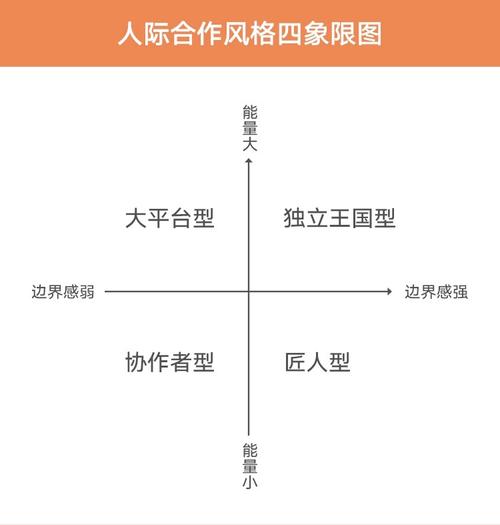 人际合作风格四象限图
能量大
大平台型
独立王国型
边界感弱
边界感强
协作者型
匠人型
能量小